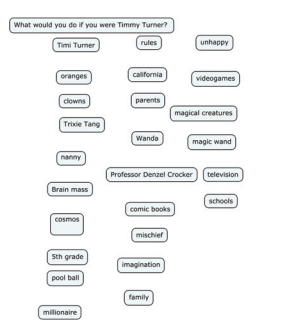 What would you do if you were Timmy Turner?
Timi Turner
rules
unhappy
oranges
california
videogames
clowns
parents
magical creatures
Trixie Tang
Wanda
magic wand
nanny
Professor Denzel Crocker
television
Brain mass
schools
comic books
cosmos
mischief
5th grade
imagination
pool ball
family
millionaire